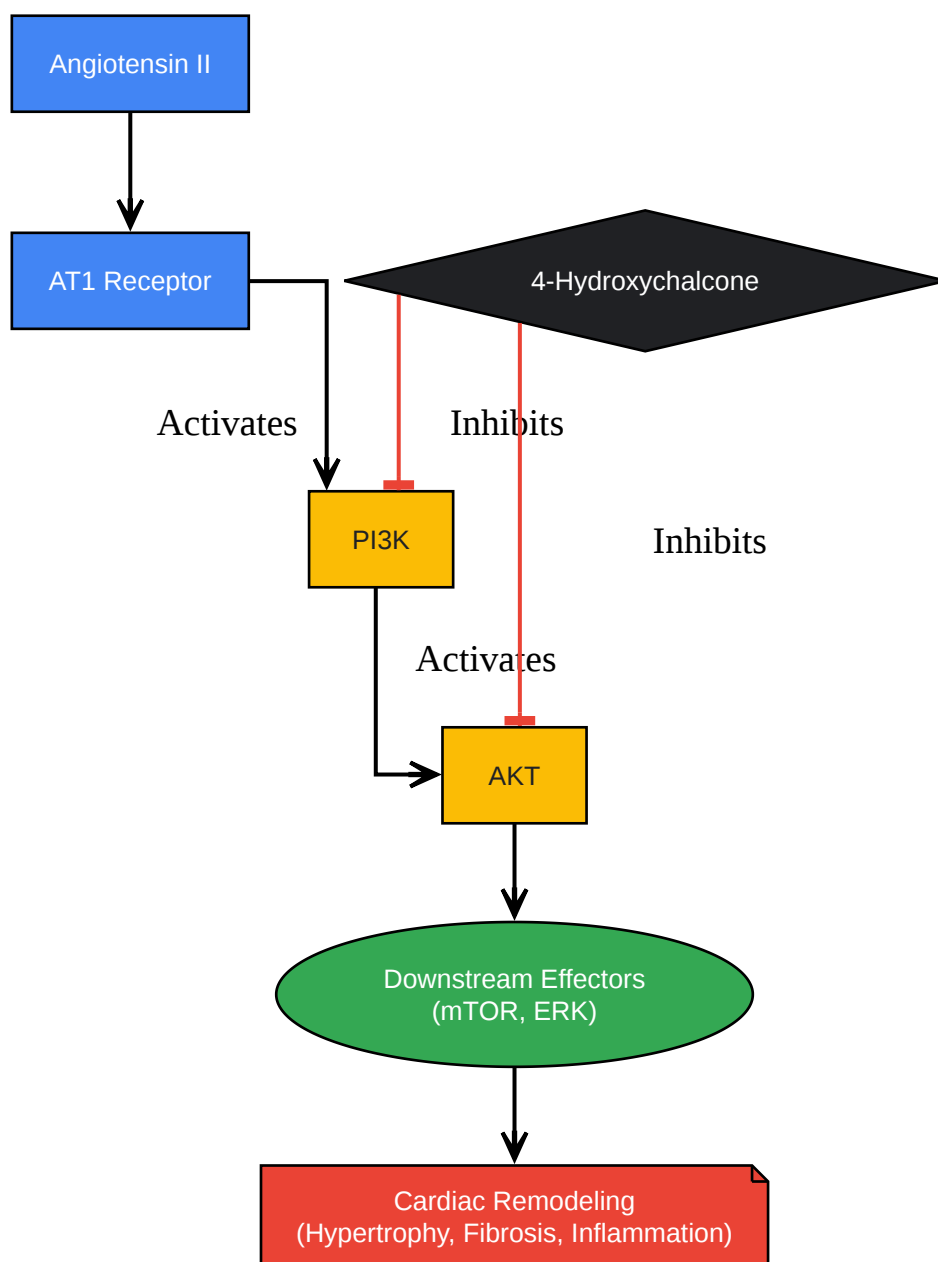 Angiotensin II
AT1 Receptor
4-Hydroxychalcone
Activates
Inhibits
PI3K
Inhibits
Activates
AKT
Downstream Effectors
(mTOR, ERK)
Cardiac Remodeling
(Hypertrophy, Fibrosis, Inflammation)